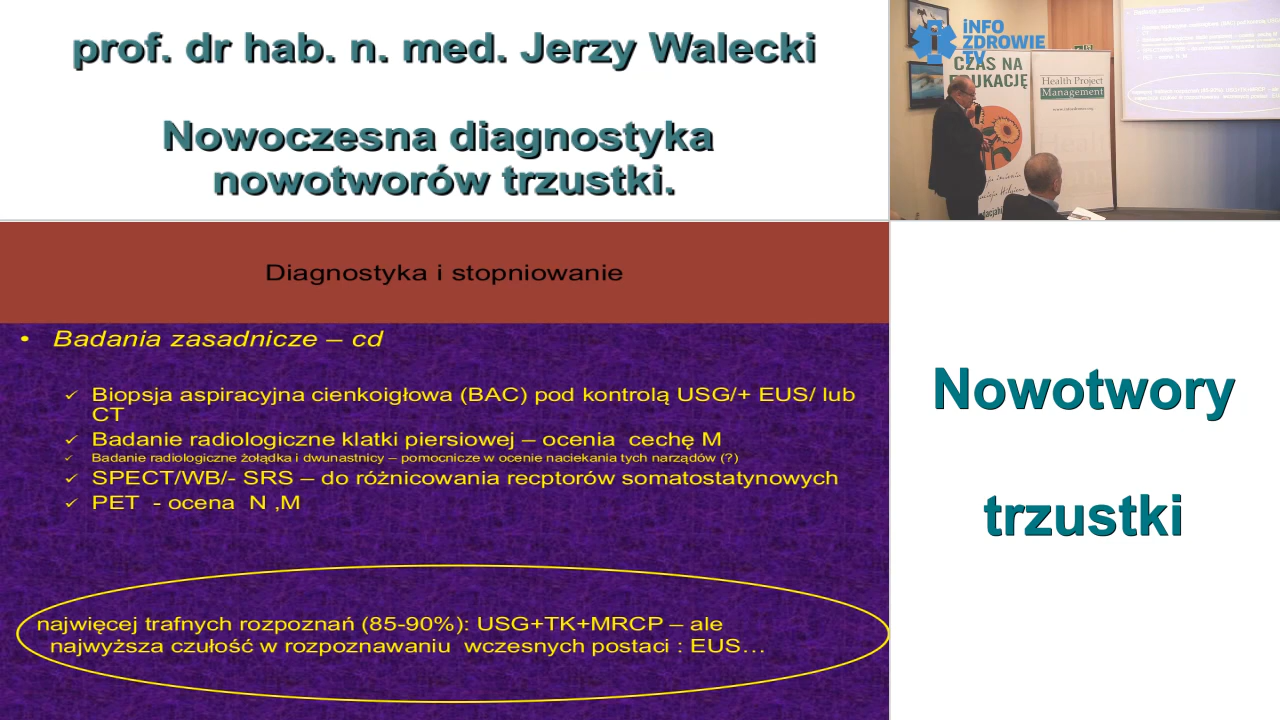 prof. dr hab. n. med. Jerzy Walecki
Nowoczesna diagnostyka
nowotworów trzustki.
iNFO
ZDROWIE
TV
CZAS NA
EDUKACJĘ
Health Project
Management
Diagnostyka i stopniowanie
• Badania zasadnicze – cd
✓ Biopsja aspiracyjna cienkoigłowa (BAC) pod kontrolą USG/+ EUS/ lub
CT
✓ Badanie radiologiczne klatki piersiowej – ocenia cechę M
✓ Badanie radiologiczne żołądka i dwunastnicy – pomocnicze w ocenie naciekania tych narządów (?)
✓ SPECT/WB/- SRS – do różnicowania recptorów somatostatynowych
✓ PET - ocena N ,M
najwięcej trafnych rozpoznań (85-90%): USG+TK+MRCP – ale
najwyższa czułość w rozpoznawaniu wczesnych postaci : EUS…
Nowotwory
trzustki